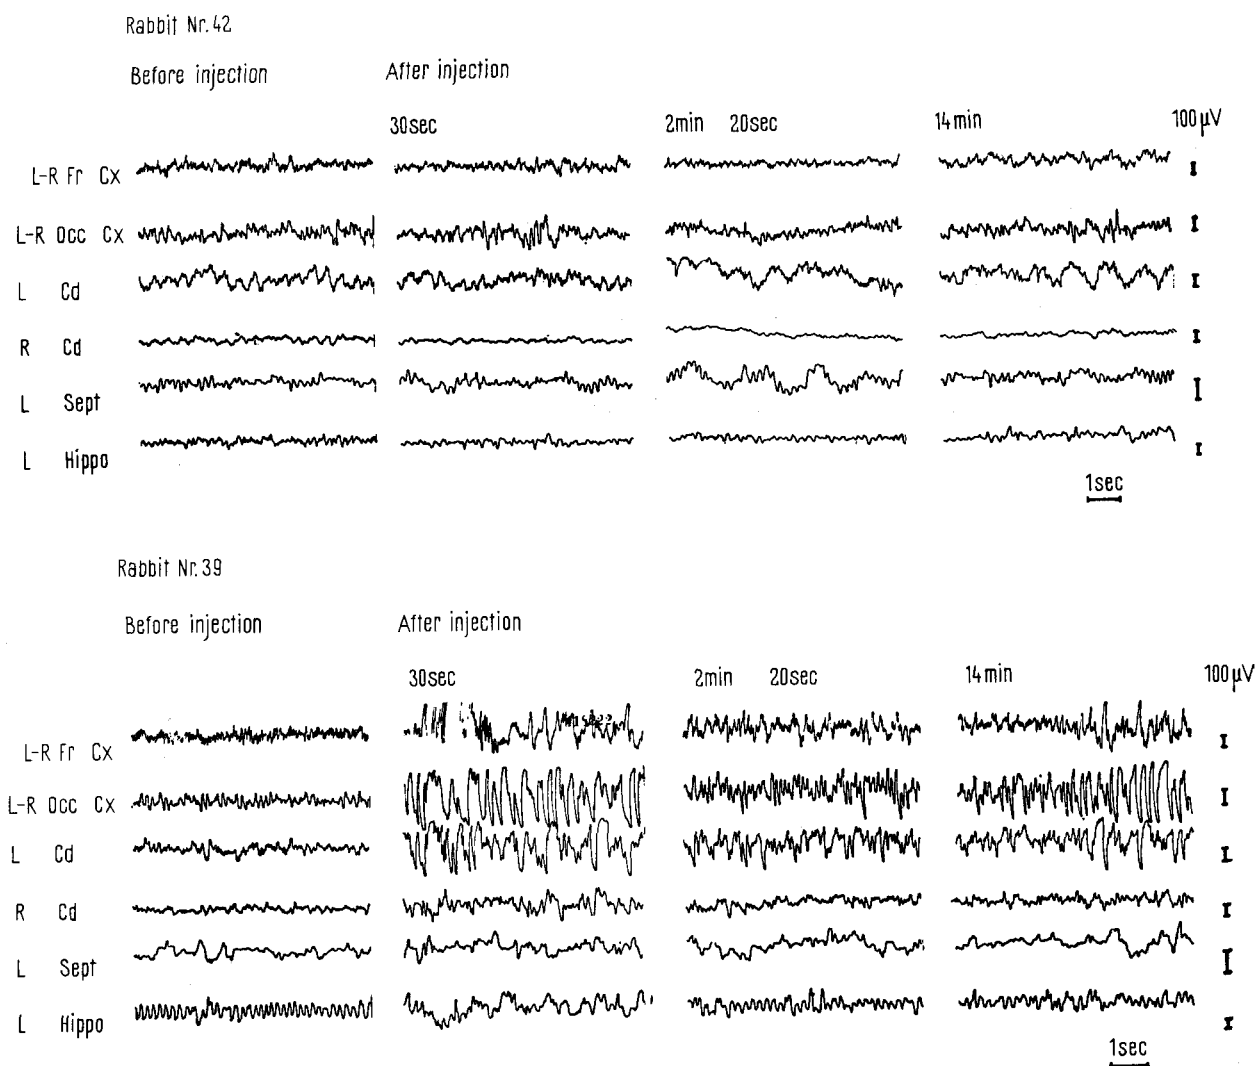 Rabbit Nr. 42
Before injection After injection
30sec 2min 20sec 14min 100µV
L-R Fr Cx
L-R Occ Cx
L Cd
R Cd
L Sept
L Hippo
1sec
Rabbit Nr. 39
Before injection After injection
30sec 2min 20sec 14min 100µV
L-R Fr Cx
L-R Occ Cx
L Cd
R Cd
L Sept
L Hippo
1sec